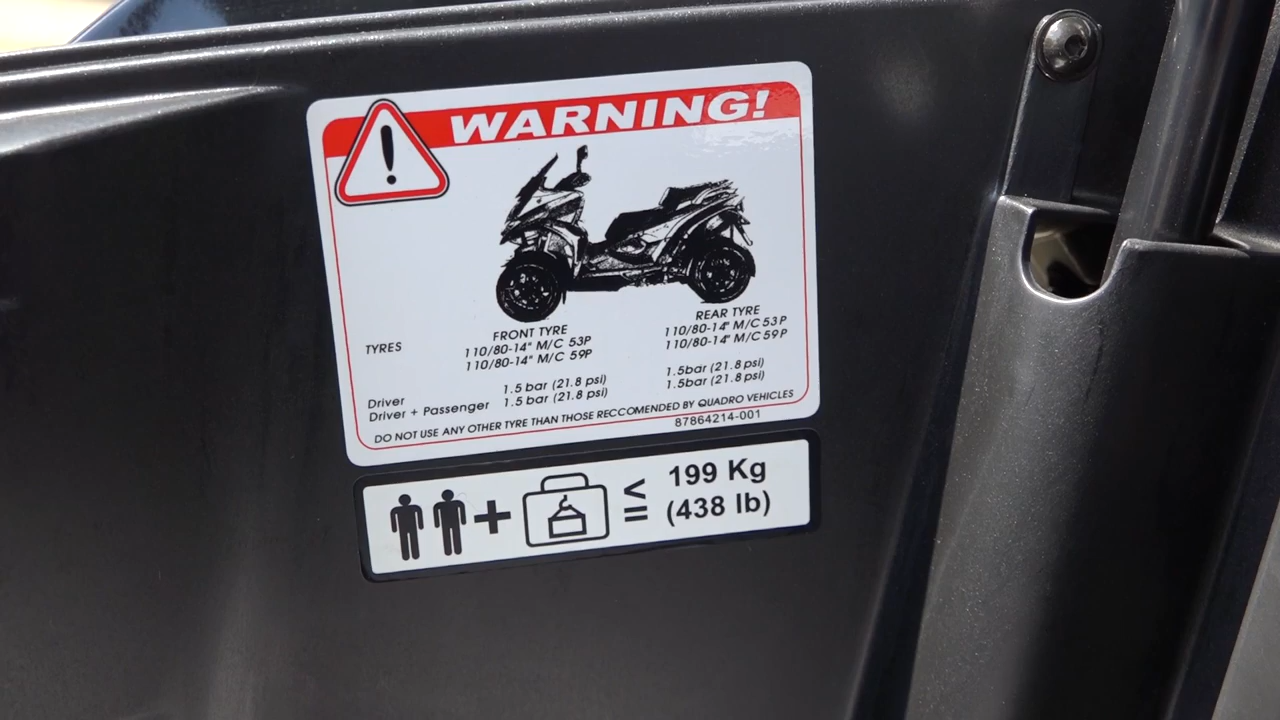 WARNING!
FRONT TYRE REAR TYRE
TYRES 110/80-14" M/C 53P 110/80-14" M/C 53P
110/80-14" M/C 59P 110/80-14" M/C 59P
Driver 1.5 bar (21.8 psi) 1.5bar (21.8 psi)
Driver + Passenger 1.5 bar (21.8 psi) 1.5bar (21.8 psi)
DO NOT USE ANY OTHER TYRE THAN THOSE RECCOMENDED BY QUADRO VEHICLES
87864214-001
+ ≤ 199 Kg
(438 lb)